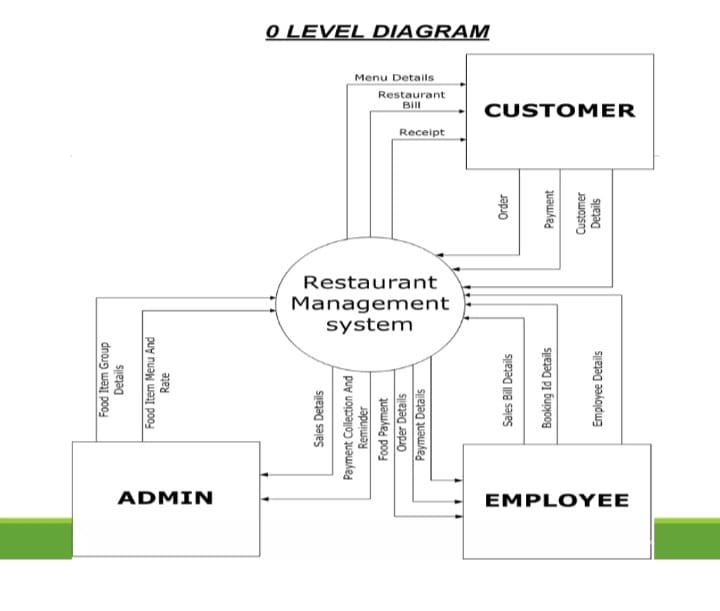 0 LEVEL DIAGRAM
Menu Details
Restaurant
Bill
Receipt
CUSTOMER
Order
Payment
Customer
Details
Restaurant
Management
system
Food Item Group
Details
Food Item Menu And
Rate
Sales Details
Payment Collection And
Reminder
Food Payment
Order Details
Payment Details
Sales Bill Details
Booking Id Details
Employee Details
ADMIN
EMPLOYEE